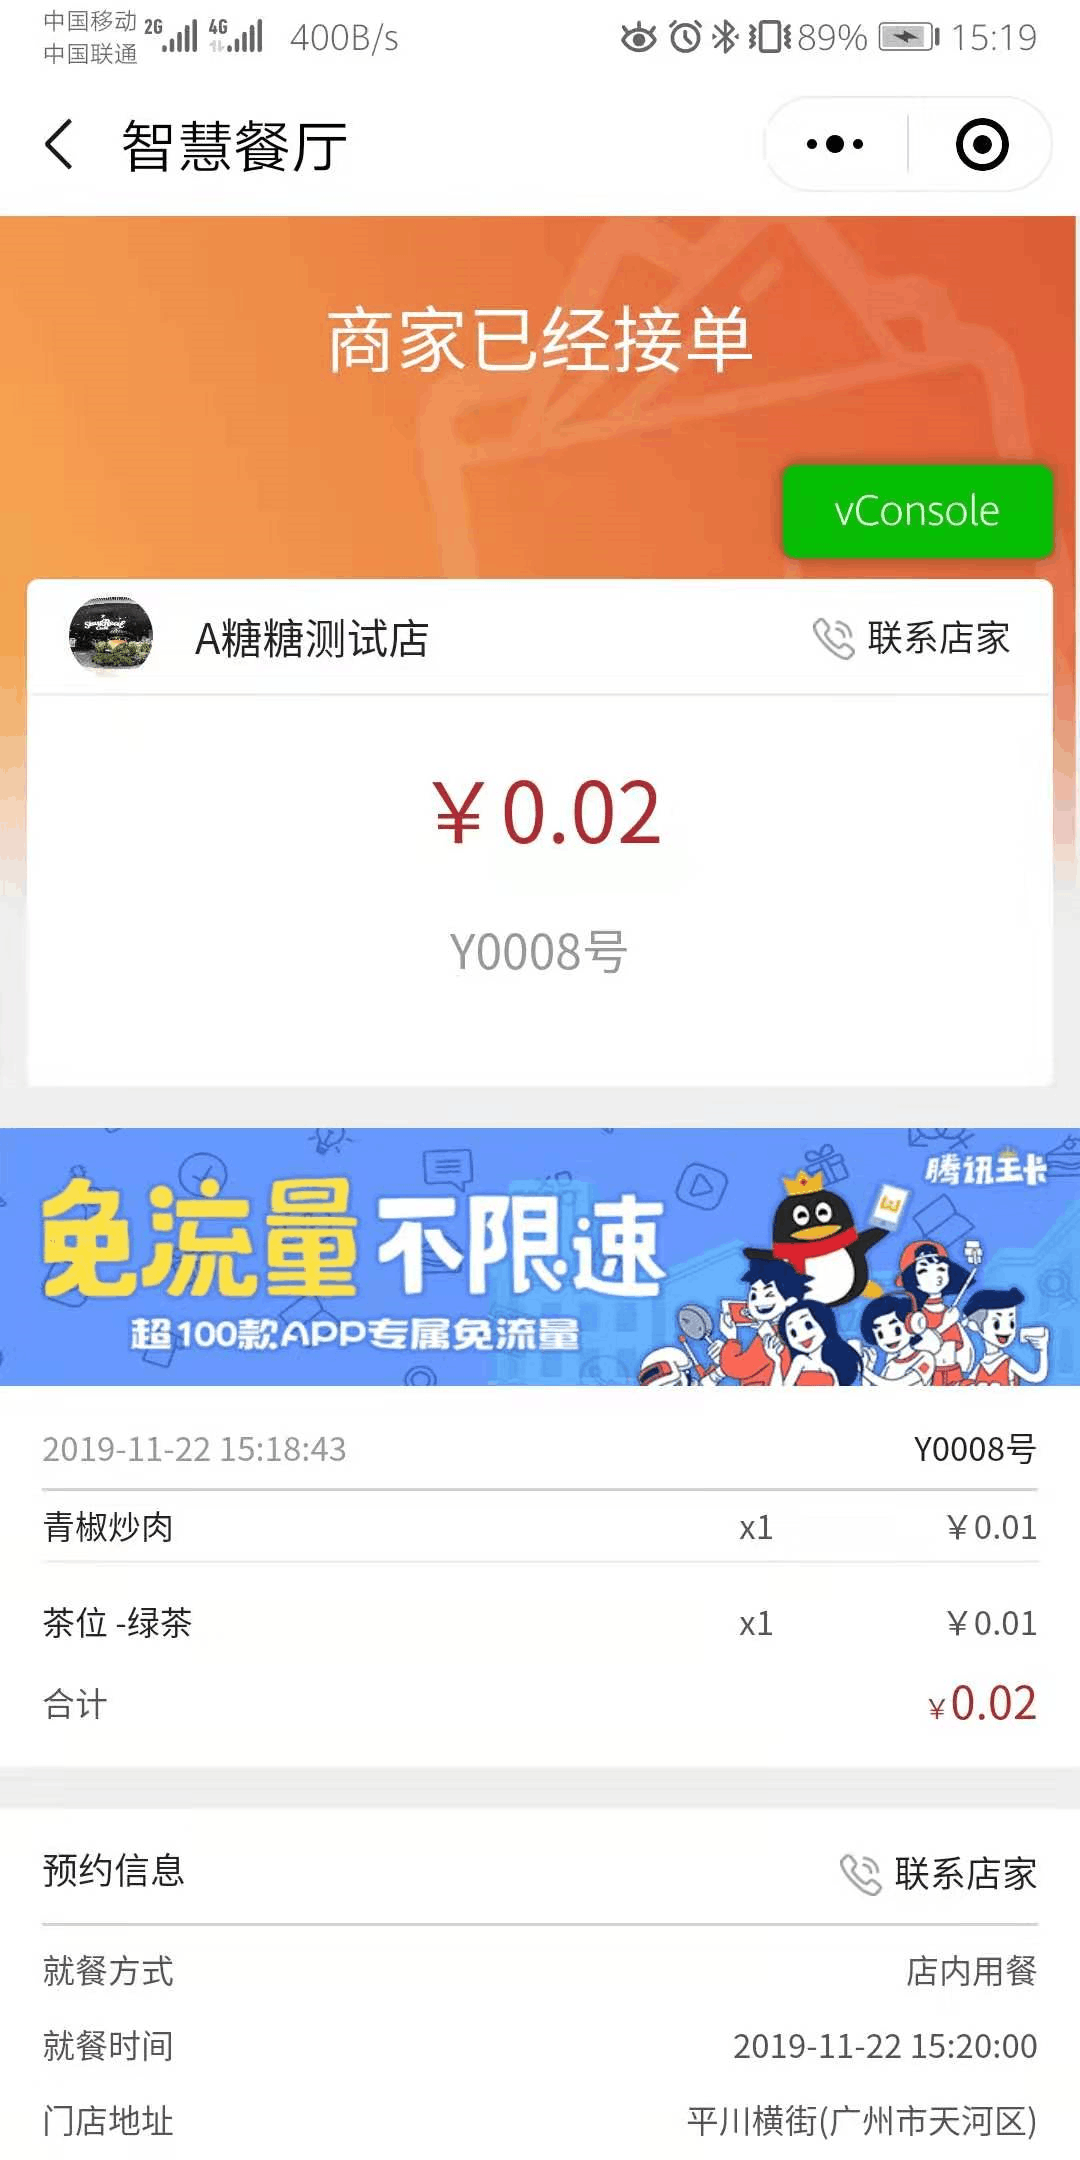 中国移动 2G 4G 400B/s 89% 15:19
中国联通
智慧餐厅
商家已经接单
vConsole
A糖糖测试店 联系店家
￥0.02
Y0008号
腾讯王卡
免流量不限速
超100款APP专属免流量
2019-11-22 15:18:43 Y0008号
青椒炒肉 x1 ￥0.01
茶位 -绿茶 x1 ￥0.01
合计 ￥0.02
预约信息 联系店家
就餐方式 店内用餐
就餐时间 2019-11-22 15:20:00
门店地址 平川横街(广州市天河区)